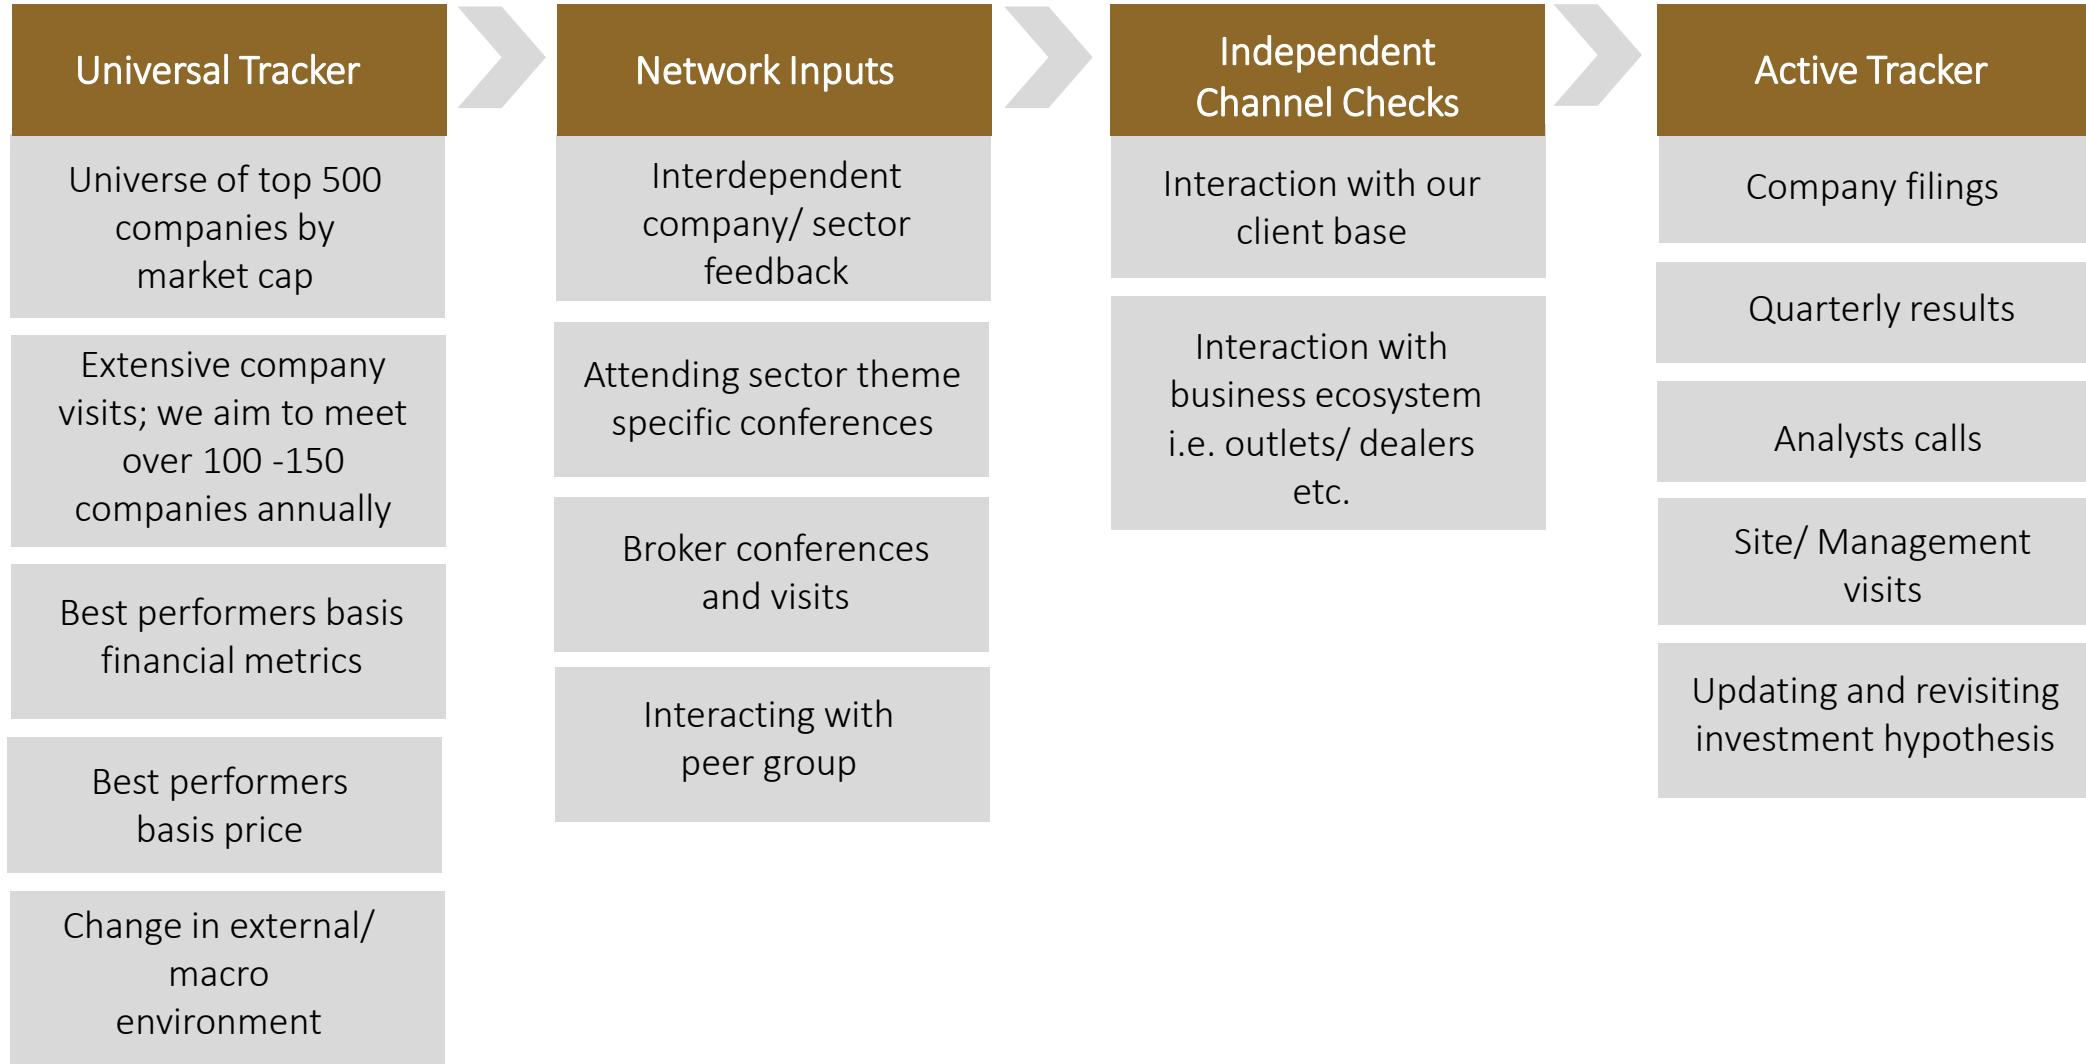 Universal Tracker
Universe of top 500
companies by
market cap
Extensive company
visits; we aim to meet
over 100 -150
companies annually
Best performers basis
financial metrics
Best performers
basis price
Change in external/
macro
environment
Network Inputs
Interdependent
company/ sector
feedback
Attending sector theme
specific conferences
Broker conferences
and visits
Interacting with
peer group
Independent
Channel Checks
Interaction with our
client base
Interaction with
business ecosystem
i.e. outlets/ dealers
etc.
Active Tracker
Company filings
Quarterly results
Analysts calls
Site/ Management
visits
Updating and revisiting
investment hypothesis